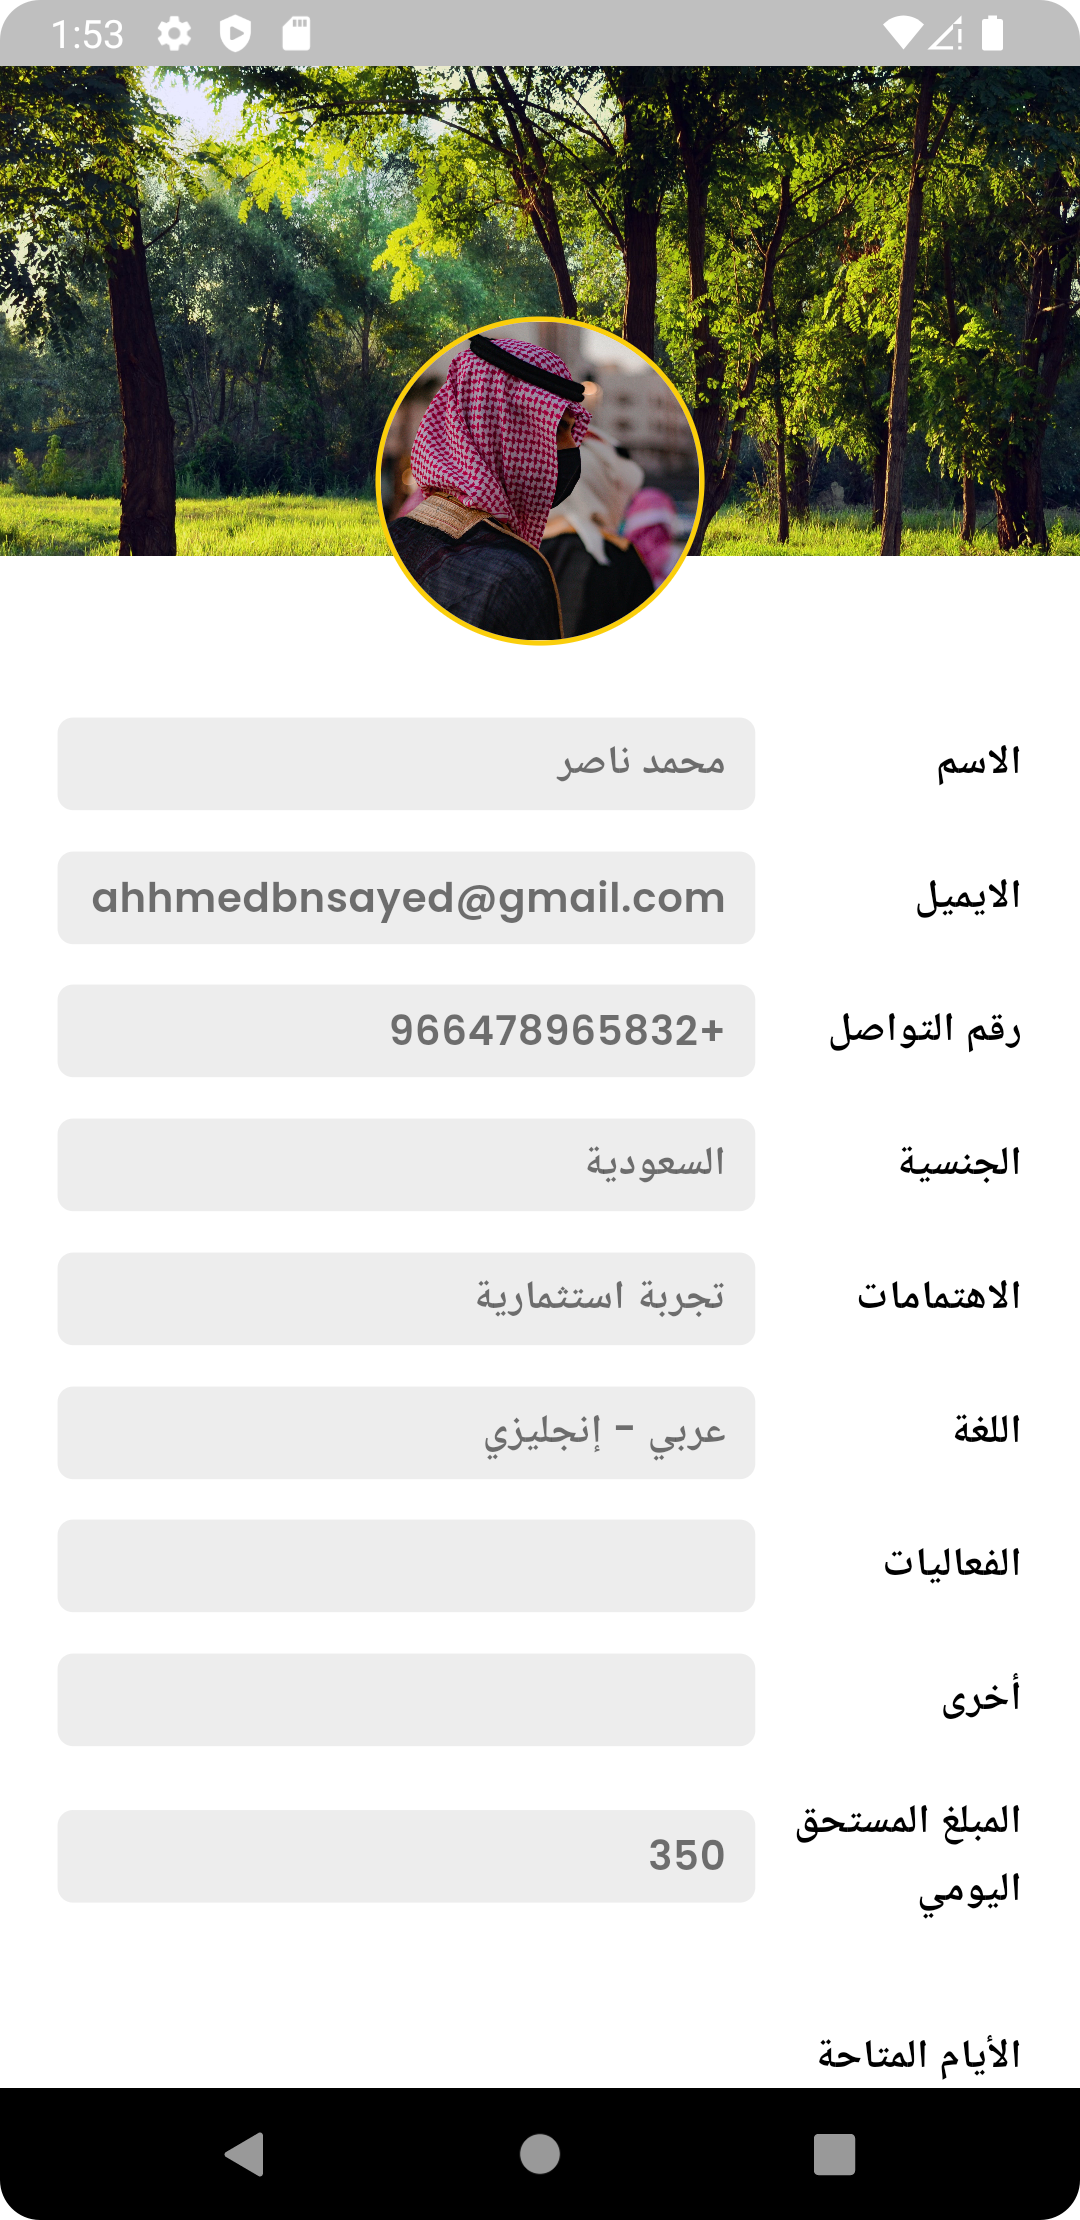 1:53
الاسم
محمد ناصر
الايميل
ahhmedbnsayed@gmail.com
رقم التواصل
966478965832+
الجنسية
السعودية
الاهتمامات
تجربة استثمارية
اللغة
عربي - إنجليزي
الفعاليات
أخرى
المبلغ المستحق
اليومي
350
الأيام المتاحة